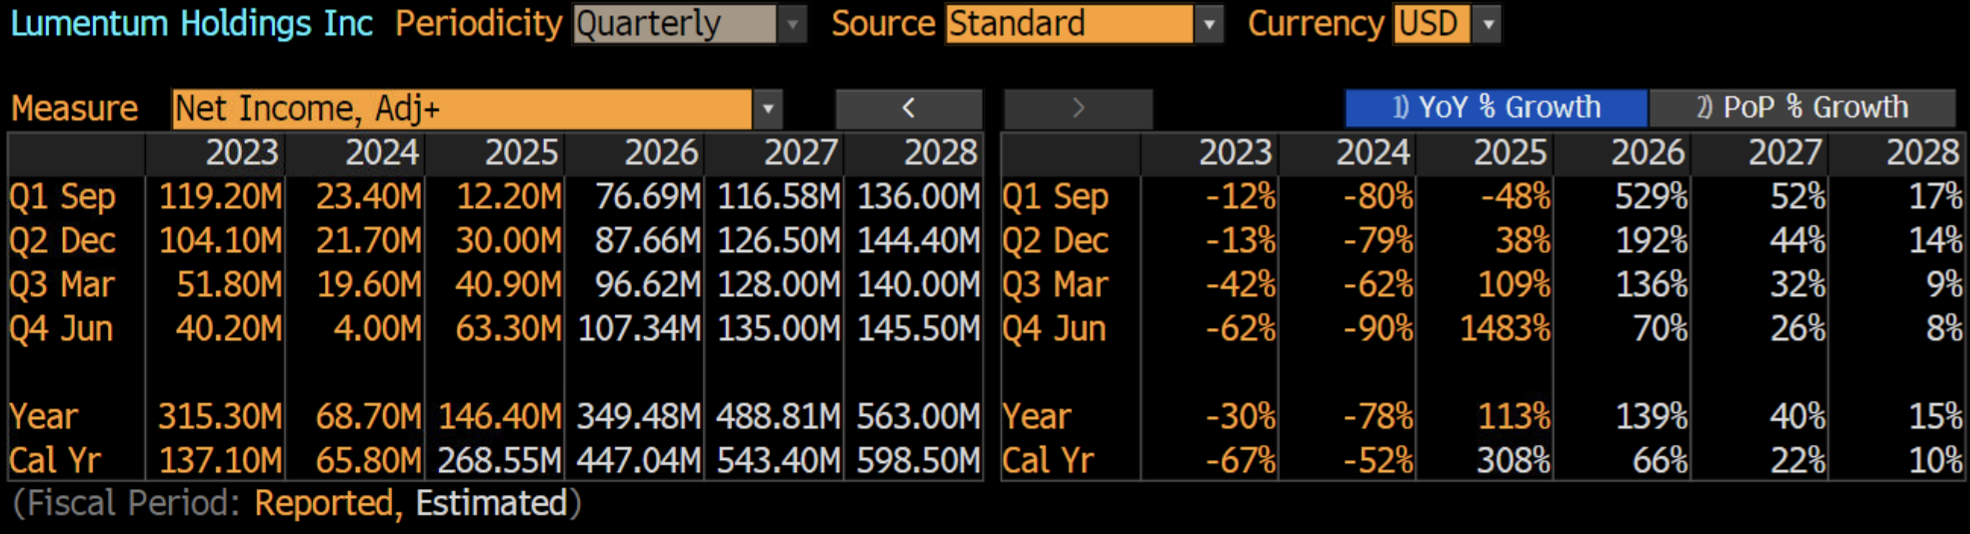 Lumentum Holdings Inc Periodicity Quarterly Source Standard Currency USD
Measure Net Income, Adj+ < > 1) YoY % Growth 2) PoP % Growth
2023 2024 2025 2026 2027 2028 2023 2024 2025 2026 2027 2028
Q1 Sep 119.20M 23.40M 12.20M 76.69M 116.58M 136.00M Q1 Sep -12% -80% -48% 529% 52% 17%
Q2 Dec 104.10M 21.70M 30.00M 87.66M 126.50M 144.40M Q2 Dec -13% -79% 38% 192% 44% 14%
Q3 Mar 51.80M 19.60M 40.90M 96.62M 128.00M 140.00M Q3 Mar -42% -62% 109% 136% 32% 9%
Q4 Jun 40.20M 4.00M 63.30M 107.34M 135.00M 145.50M Q4 Jun -62% -90% 1483% 70% 26% 8%
Year 315.30M 68.70M 146.40M 349.48M 488.81M 563.00M Year -30% -78% 113% 139% 40% 15%
Cal Yr 137.10M 65.80M 268.55M 447.04M 543.40M 598.50M Cal Yr -67% -52% 308% 66% 22% 10%
(Fiscal Period: Reported, Estimated)